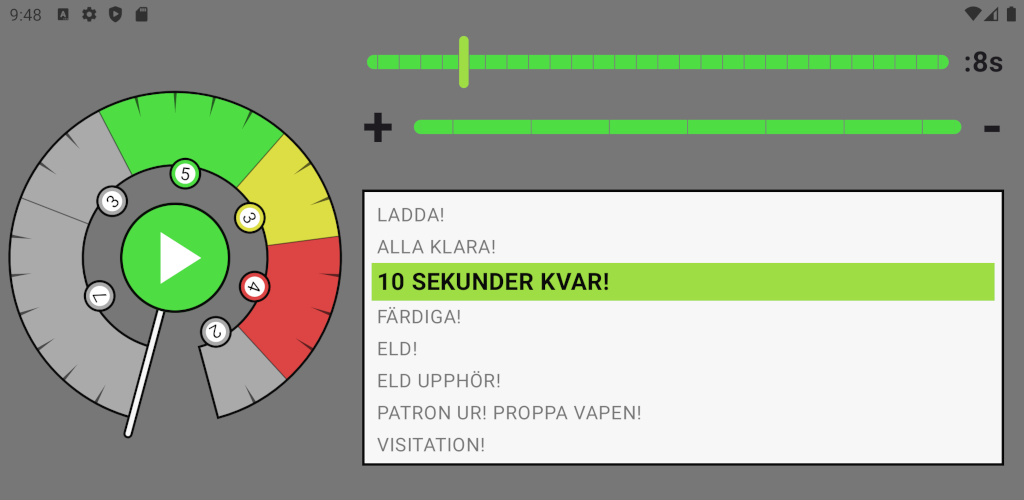 9:48
:8s
+ -
5
3
3
7
4
2
LADDA!
ALLA KLARA!
10 SEKUNDER KVAR!
FÄRDIGA!
ELD!
ELD UPPHÖR!
PATRON UR! PROPPA VAPEN!
VISITATION!